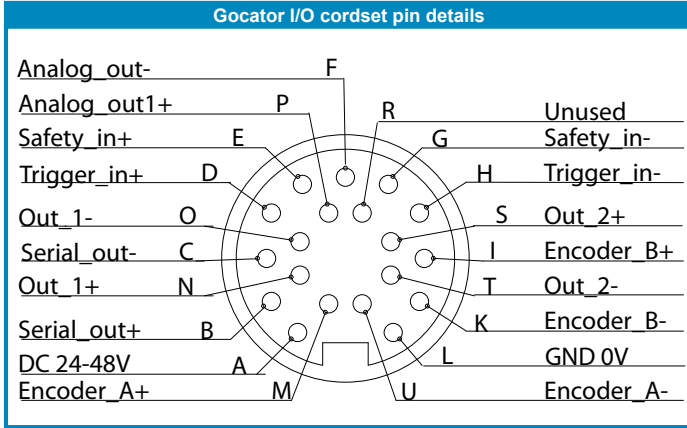 Gocator I/O cordset pin details
Analog_out- F
Analog_out1+ P R Unused
Safety_in+ E G Safety_in-
Trigger_in+ D H Trigger_in-
Out_1- O S Out_2+
Serial_out- C I Encoder_B+
Out_1+ N T Out_2-
Serial_out+ B K Encoder_B-
DC 24-48V A L GND 0V
Encoder_A+ M U Encoder_A-